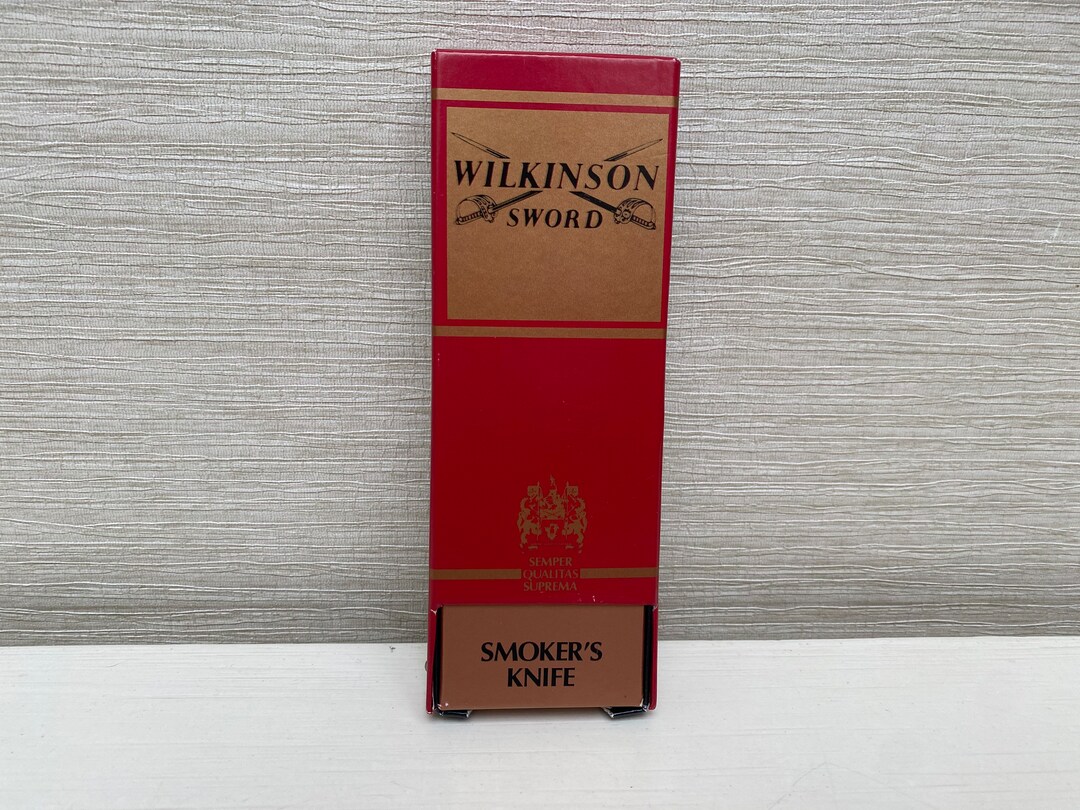 WILKINSON
SWORD
SEMPER
QUALITAS
SUPREMA
SMOKER'S
KNIFE